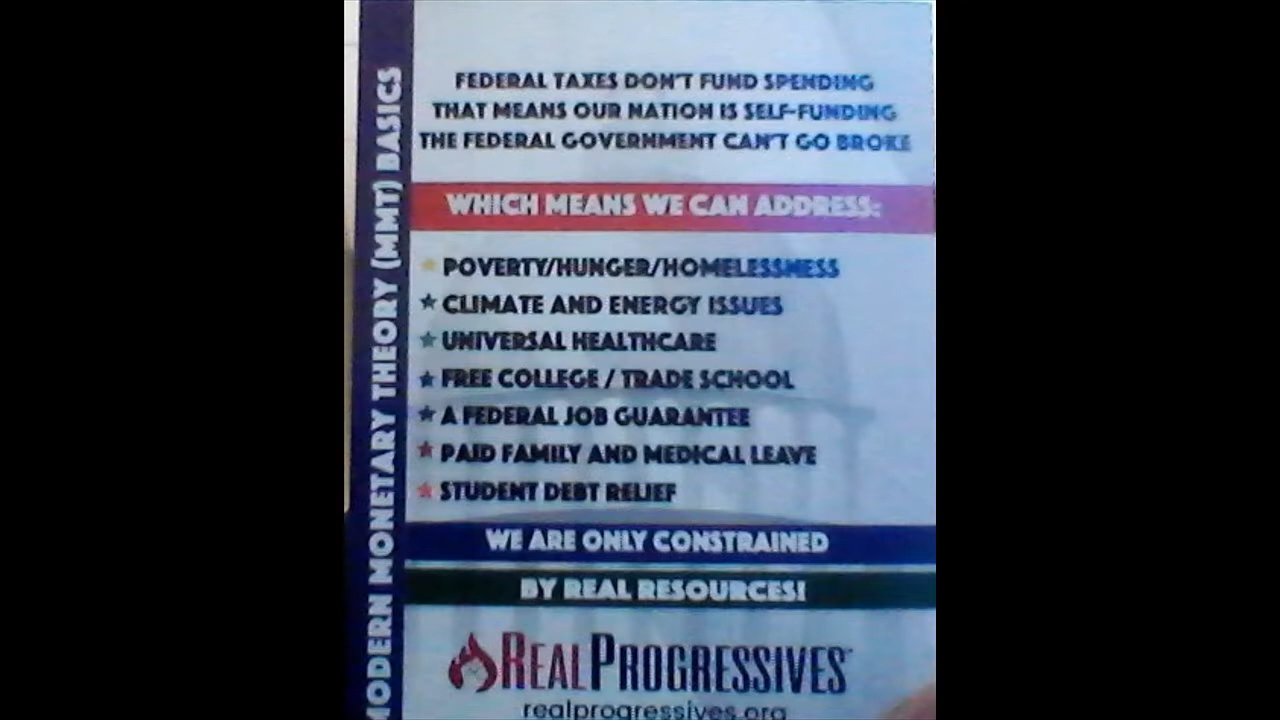 MODERN MONETARY THEORY (MMT) BASICS
FEDERAL TAXES DON'T FUND SPENDING
THAT MEANS OUR NATION IS SELF-FUNDING
THE FEDERAL GOVERNMENT CAN'T GO BROKE
WHICH MEANS WE CAN ADDRESS:
★ POVERTY/HUNGER/HOMELESSNESS
★ CLIMATE AND ENERGY ISSUES
★ UNIVERSAL HEALTHCARE
★ FREE COLLEGE / TRADE SCHOOL
★ A FEDERAL JOB GUARANTEE
★ PAID FAMILY AND MEDICAL LEAVE
★ STUDENT DEBT RELIEF
WE ARE ONLY CONSTRAINED
BY REAL RESOURCES!
REALPROGRESSIVES
realprogressives.org